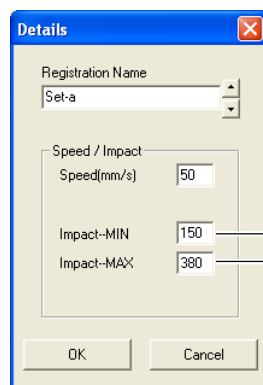 Details
Registration Name
Set-a
Speed / Impact
Speed(mm/s) 50
Impact--MIN 150
Impact--MAX 380
OK Cancel